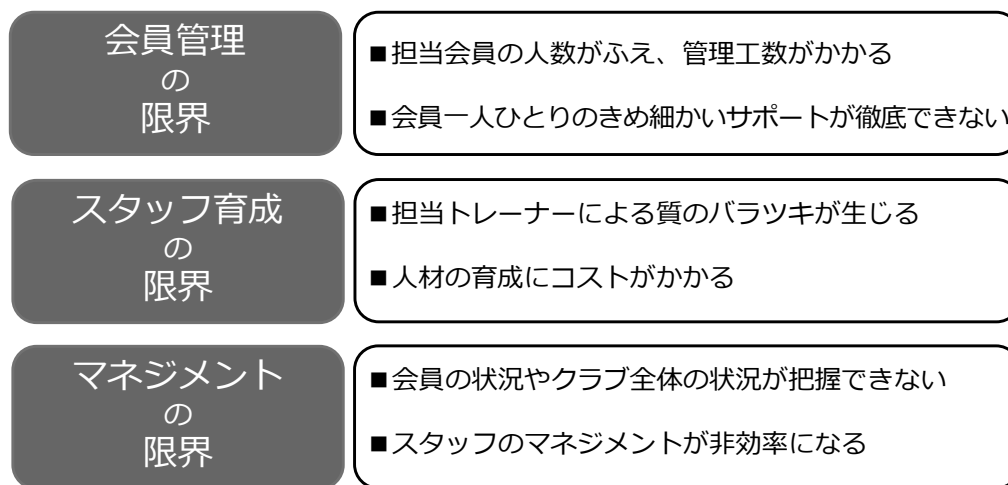 会員管理
の
限界
■担当会員の人数がふえ、管理工数がかかる
■会員一人ひとりのきめ細かいサポートが徹底できない
スタッフ育成
の
限界
■担当トレーナーによる質のバラツキが生じる
■人材の育成にコストがかかる
マネジメント
の
限界
■会員の状況やクラブ全体の状況が把握できない
■スタッフのマネジメントが非効率になる